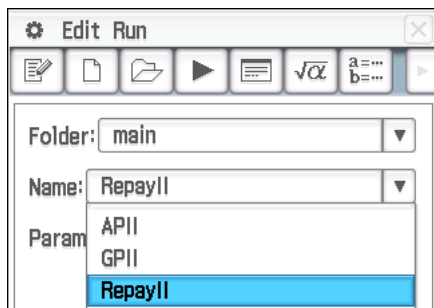 Edit Run
√α a=… b=…
Folder: main
Name: RepayII
Param
APII
GPII
RepayII